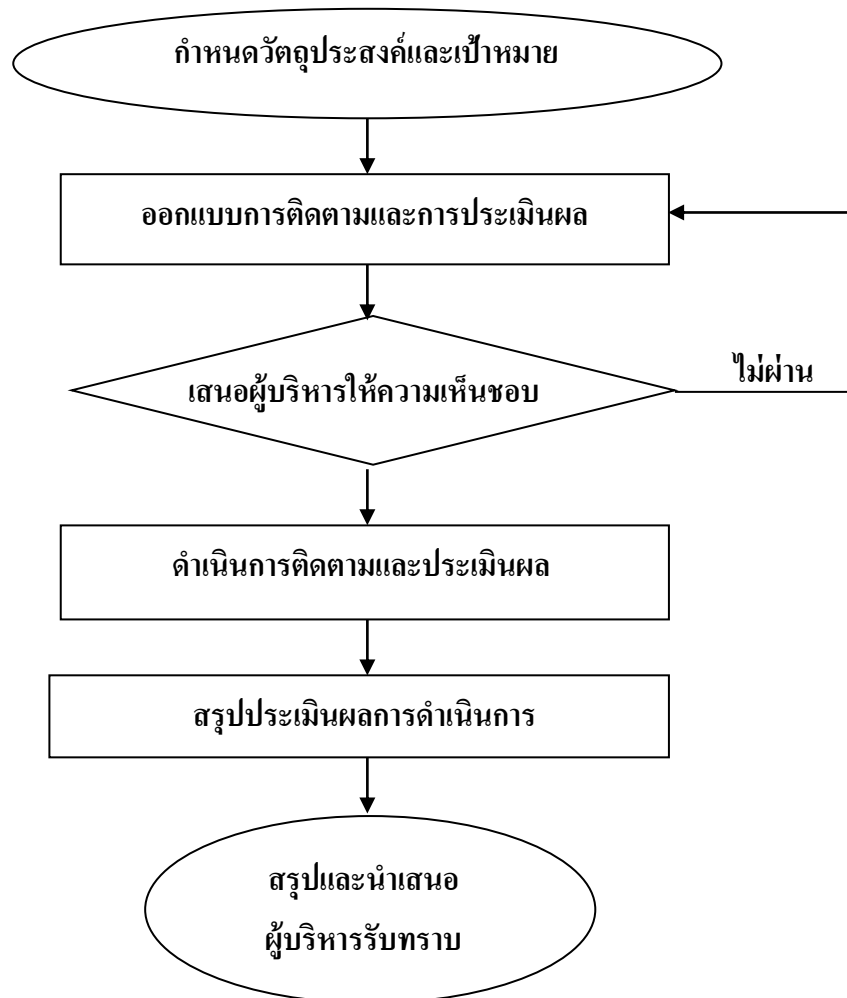 กำหนดวัตถุประสงค์และเป้าหมาย
ออกแบบการติดตามและการประเมินผล
เสนอผู้บริหารให้ความเห็นชอบ
ไม่ผ่าน
ดำเนินการติดตามและประเมินผล
สรุปประเมินผลการดำเนินการ
สรุปและนำเสนอ
ผู้บริหารรับทราบ